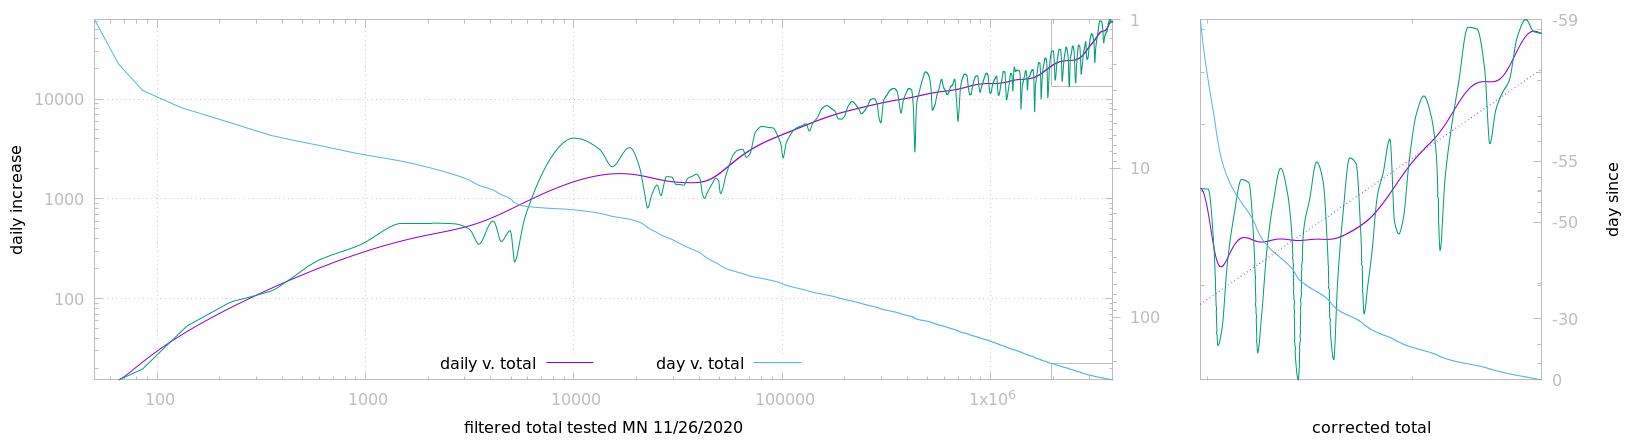 daily increase
10000
1000
100
100
1000
10000
100000
1x10^6
1
10
100
daily v. total
day v. total
filtered total tested MN 11/26/2020
-59
-55
-50
-30
0
day since
corrected total